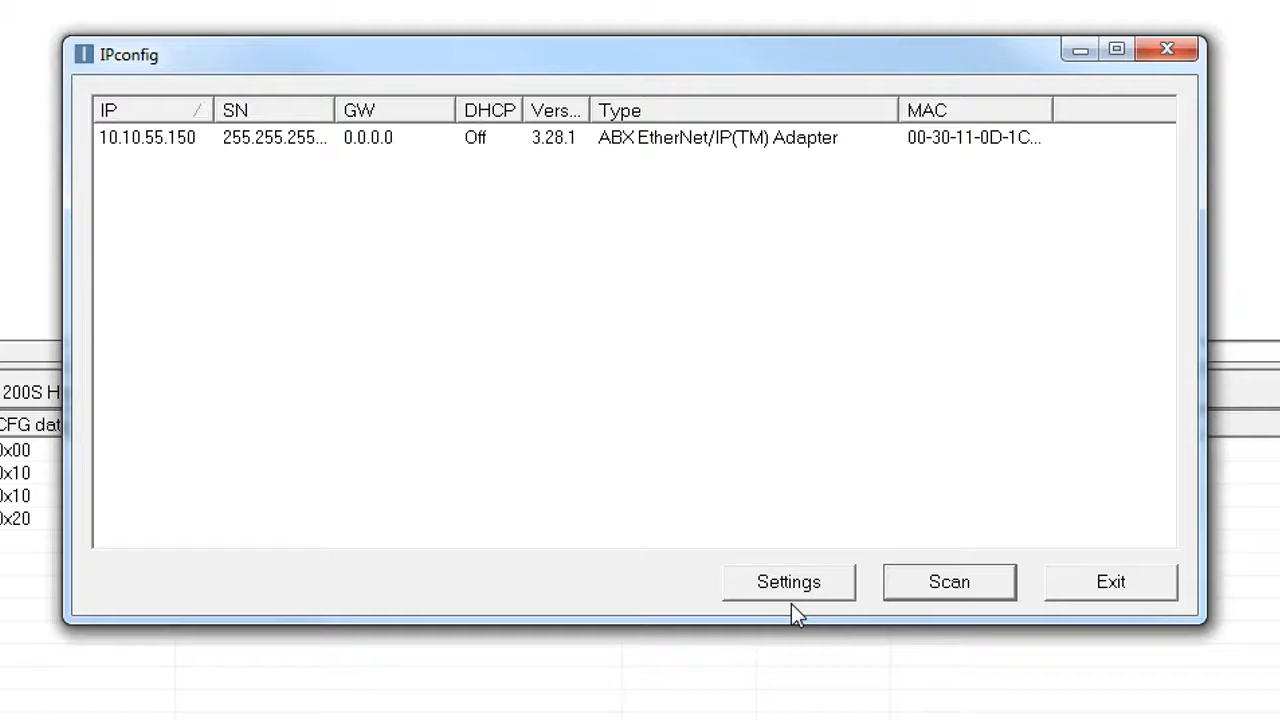 IPconfig
IP SN GW DHCP Vers... Type MAC
10.10.55.150 255.255.255... 0.0.0.0 Off 3.28.1 ABX EtherNet/IP(TM) Adapter 00-30-11-0D-1C...
200S H
CFG dat
0x00
0x10
0x10
0x20
Settings Scan Exit